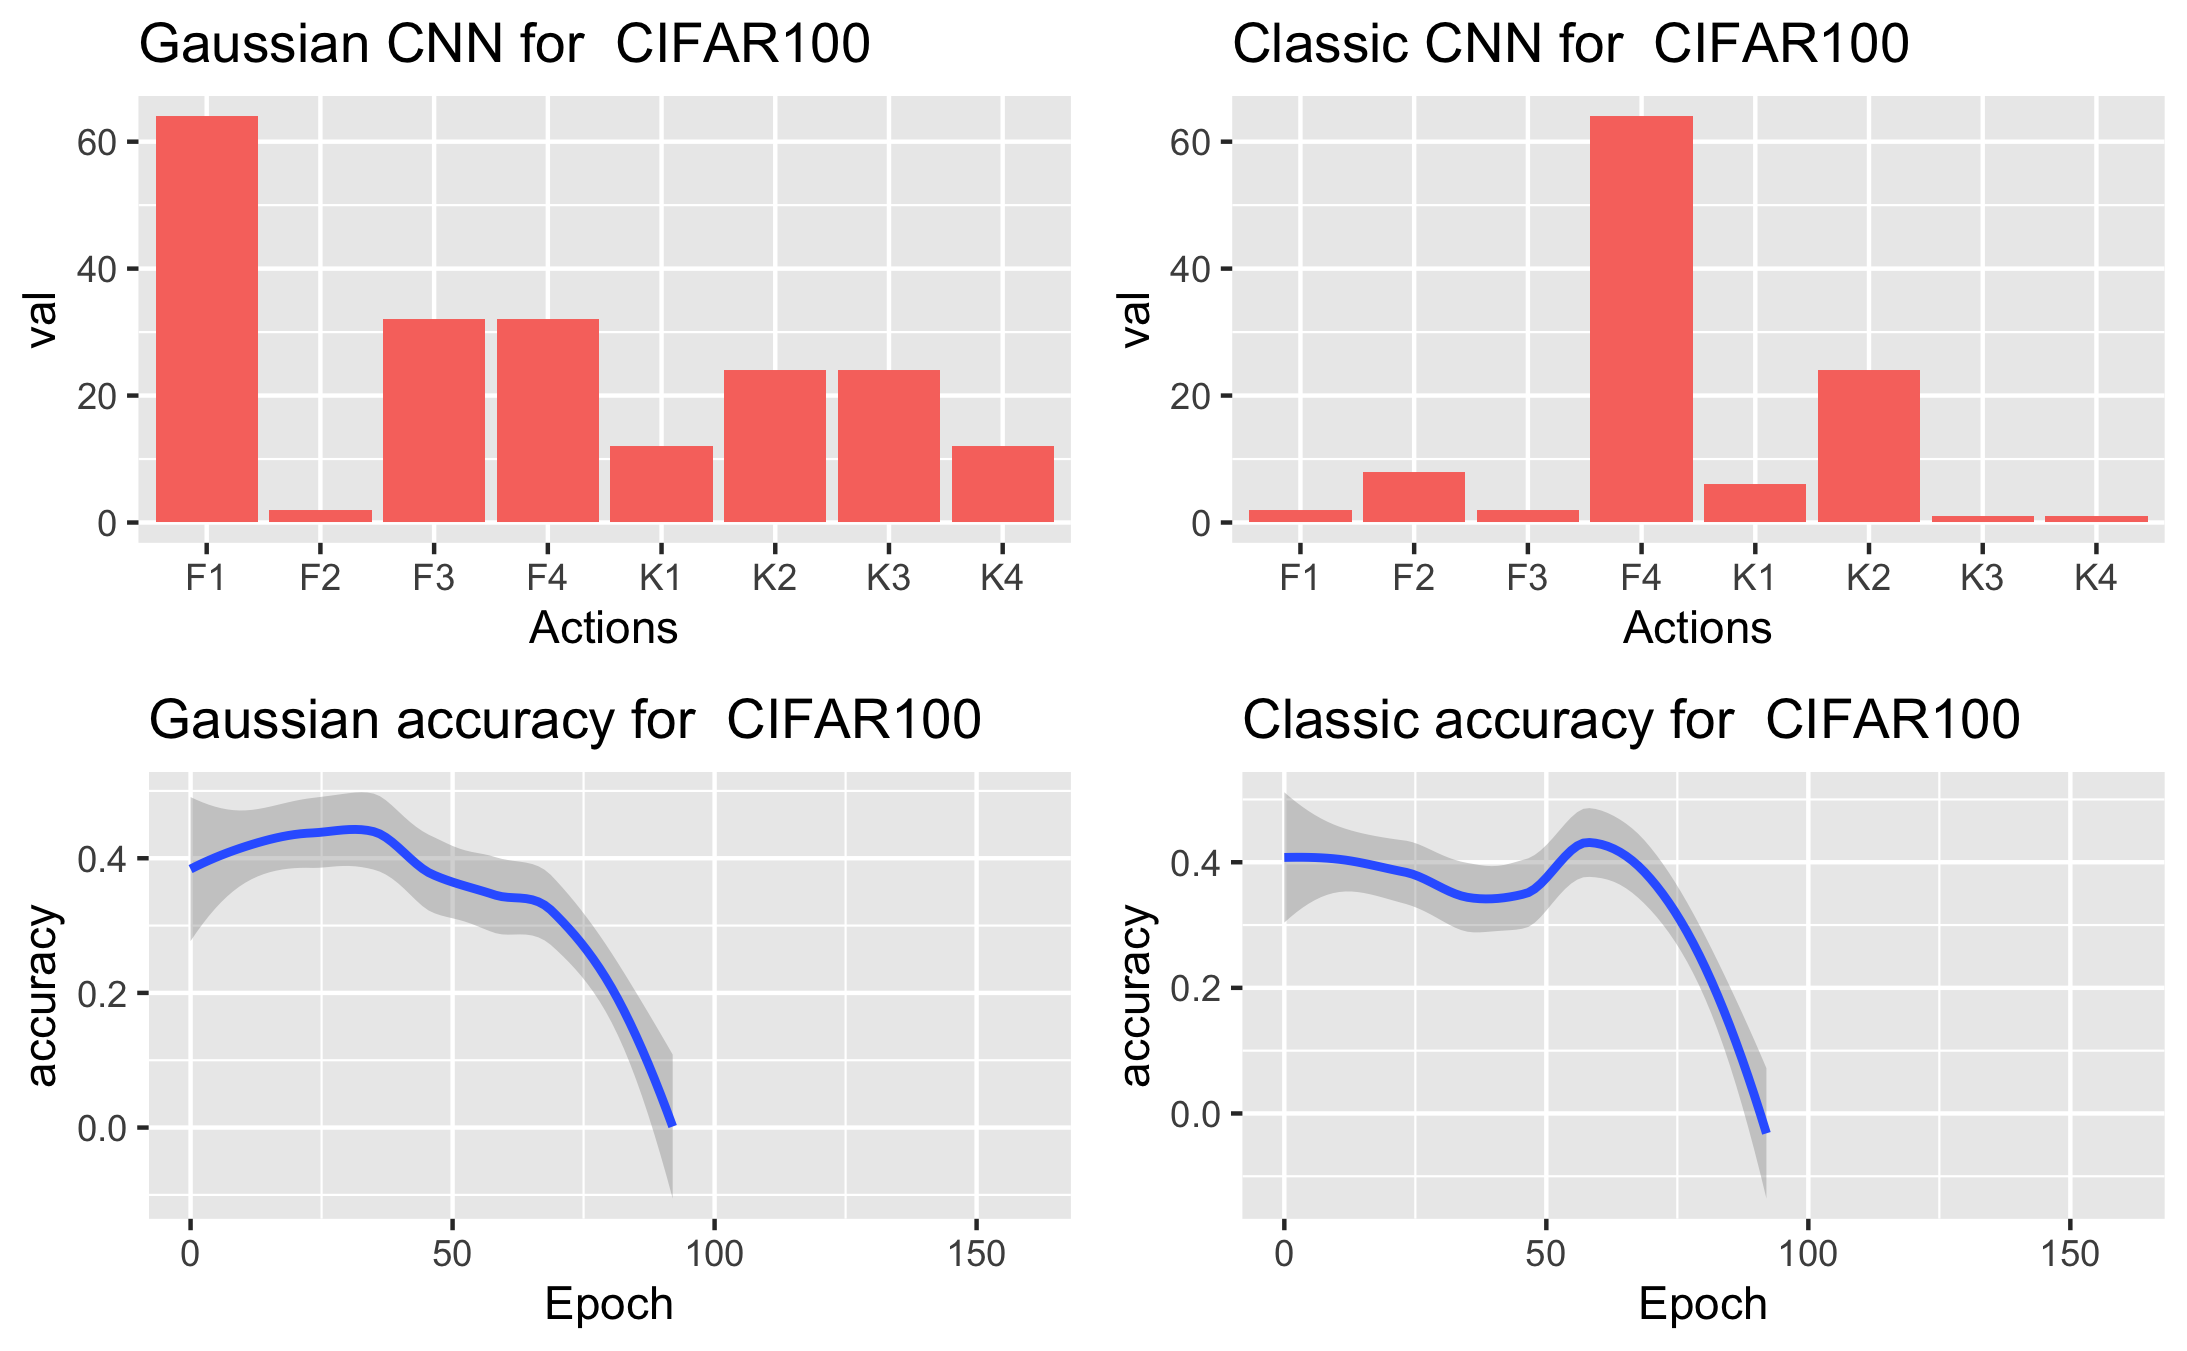 Gaussian CNN for  CIFAR100
val
60
40
20
0
F1 F2 F3 F4 K1 K2 K3 K4
Actions
Classic CNN for  CIFAR100
val
60
40
20
0
F1 F2 F3 F4 K1 K2 K3 K4
Actions
Gaussian accuracy for  CIFAR100
accuracy
0.4
0.2
0.0
0 50 100 150
Epoch
Classic accuracy for  CIFAR100
accuracy
0.4
0.2
0.0
0 50 100 150
Epoch